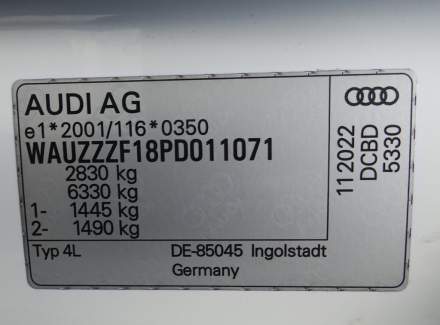 AUDI AG
e1*2001/116*0350
WAUZZZF18PD011071
2830 kg
6330 kg
1- 1445 kg
2- 1490 kg
Typ 4L DE-85045 Ingolstadt
Germany
112022
DCBD
5330